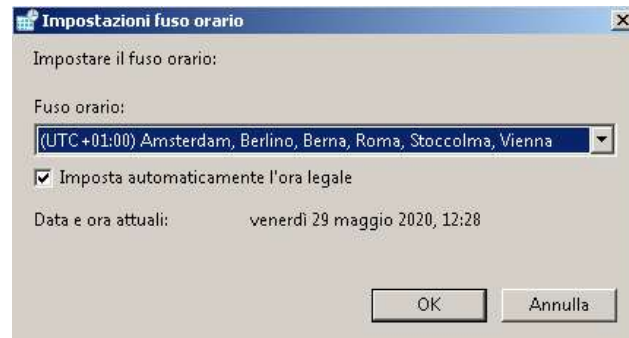 Impostazioni fuso orario
Impostare il fuso orario:
Fuso orario:
(UTC+01:00) Amsterdam, Berlino, Berna, Roma, Stoccolma, Vienna
Imposta automaticamente l'ora legale
Data e ora attuali: venerdì 29 maggio 2020, 12:28
OK Annulla